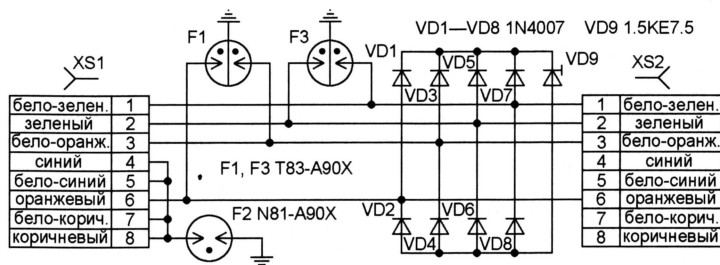 VD1—VD8 1N4007 VD9 1.5KE7.5
F1 F3 VD1 VD5 VD9
XS1 XS2
VD3 VD7
бело-зелен. 1 1 бело-зелен.
зеленый 2 2 зеленый
бело-оранж. 3 3 бело-оранж.
синий 4 4 синий
F1, F3 T83-A90X
бело-синий 5 5 бело-синий
оранжевый 6 6 оранжевый
F2 N81-A90X VD2 VD6
бело-корич. 7 7 бело-корич.
коричневый 8 8 коричневый
VD4 VD8